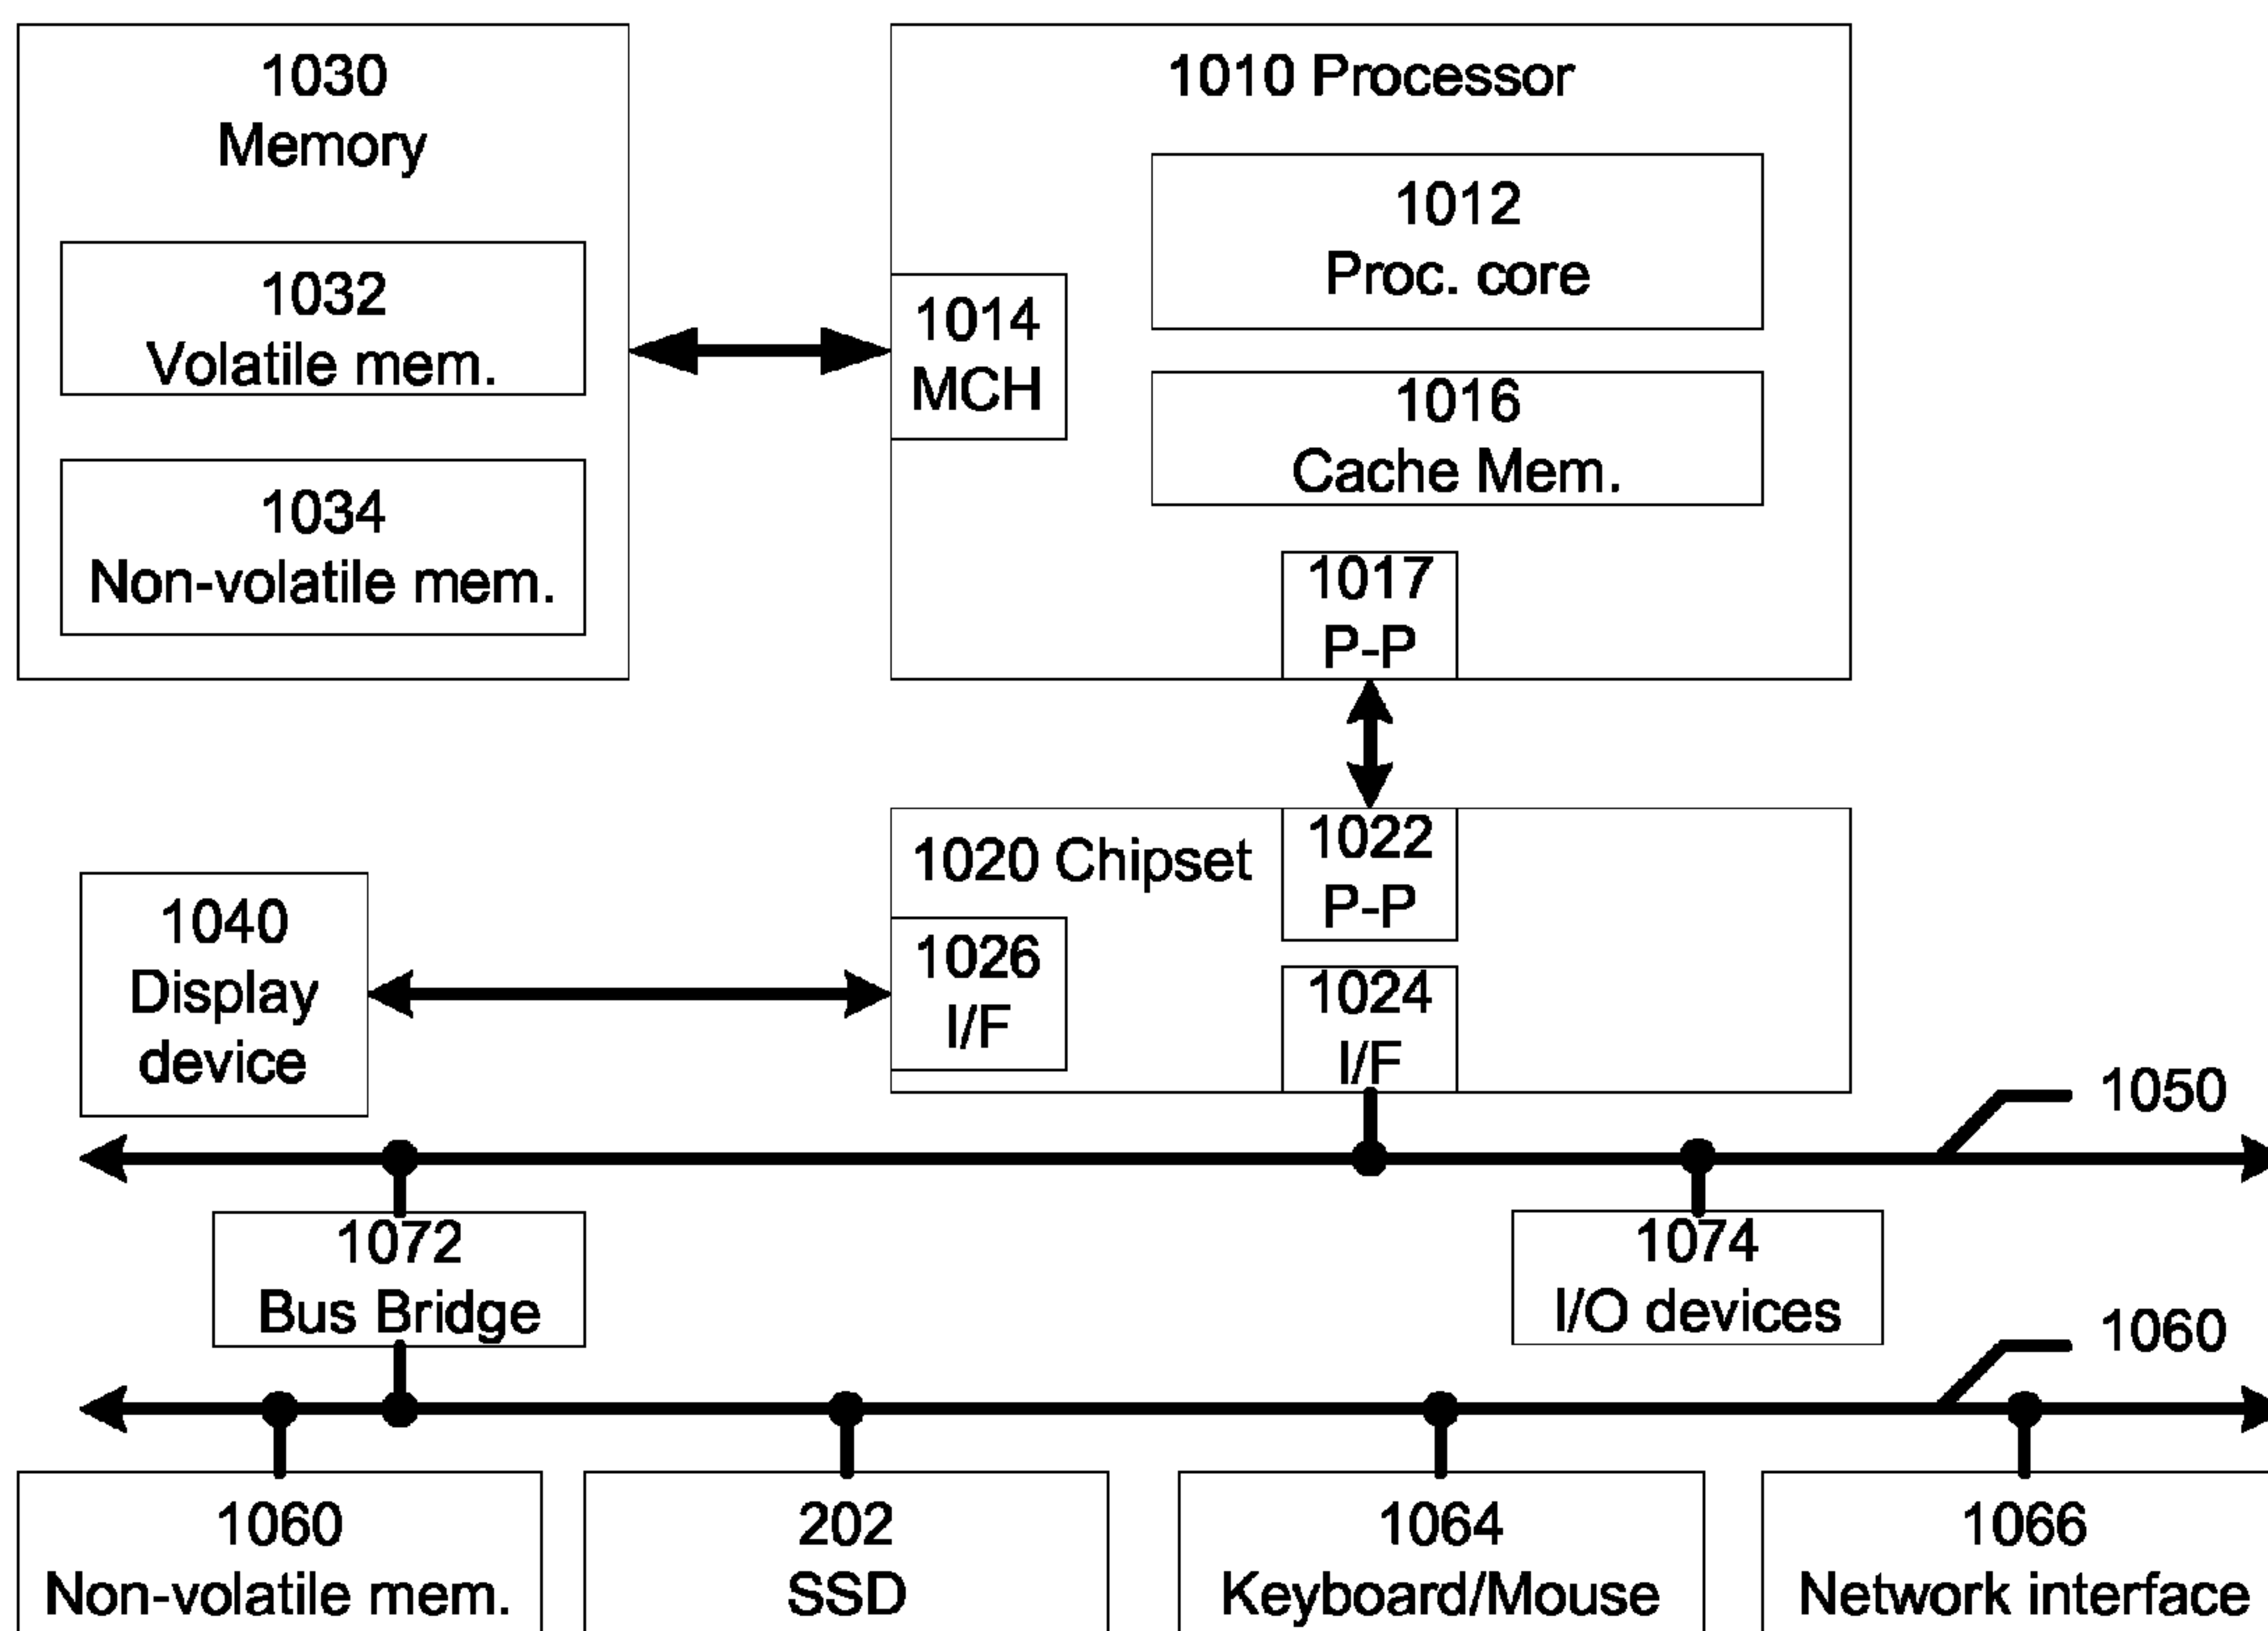 1030
Memory
1032
Volatile mem.
1034
Non-volatile mem.
1010 Processor
1012
Proc. core
1014
MCH
1016
Cache Mem.
1017
P-P
1020 Chipset
1022
P-P
1026
I/F
1024
I/F
1040
Display
device
1050
1072
Bus Bridge
1074
I/O devices
1060
1060
Non-volatile mem.
202
SSD
1064
Keyboard/Mouse
1066
Network interface